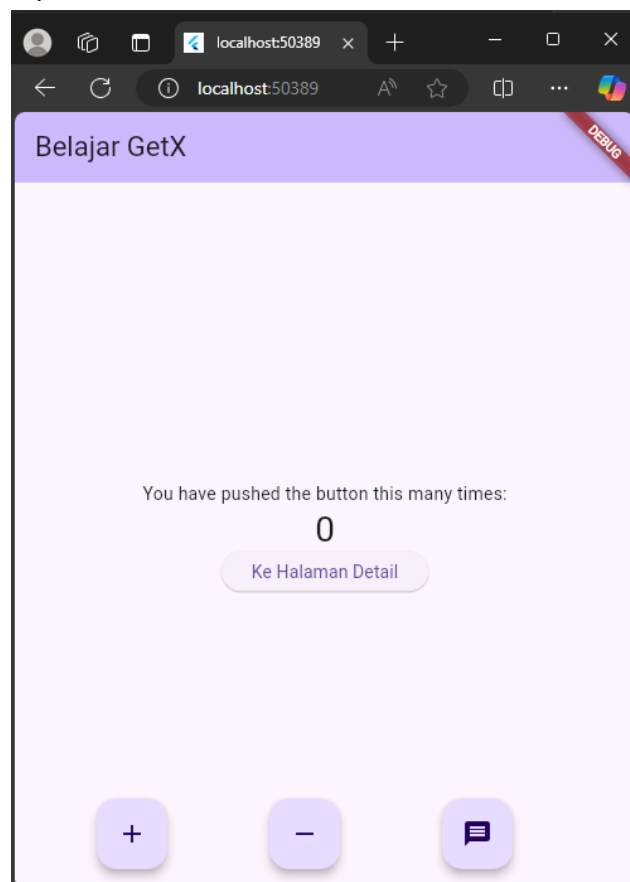 localhost:50389
localhost:50389
Belajar GetX
DEBUG
You have pushed the button this many times:
0
Ke Halaman Detail